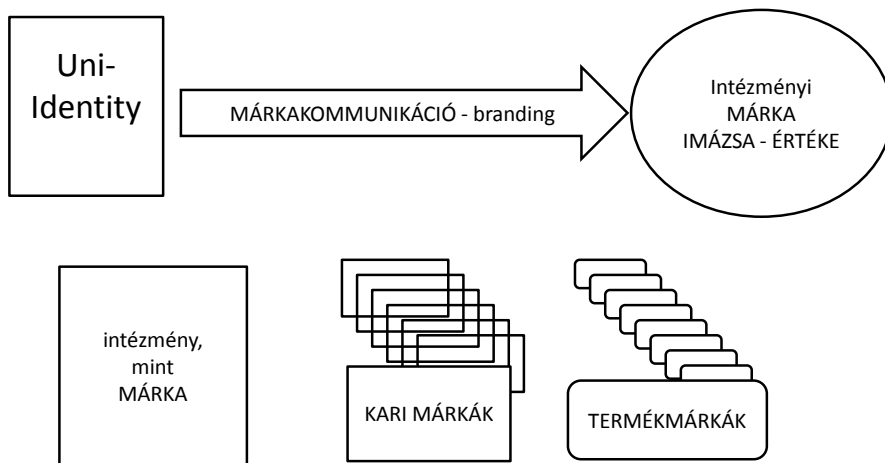 Uni-
Identity
MÁRKAKOMMUNIKÁCIÓ - branding
Intézményi
MÁRKA
IMÁZSA - ÉRTÉKE
intézmény,
mint
MÁRKA
KARI MÁRKÁK
TERMÉKMÁRKÁK